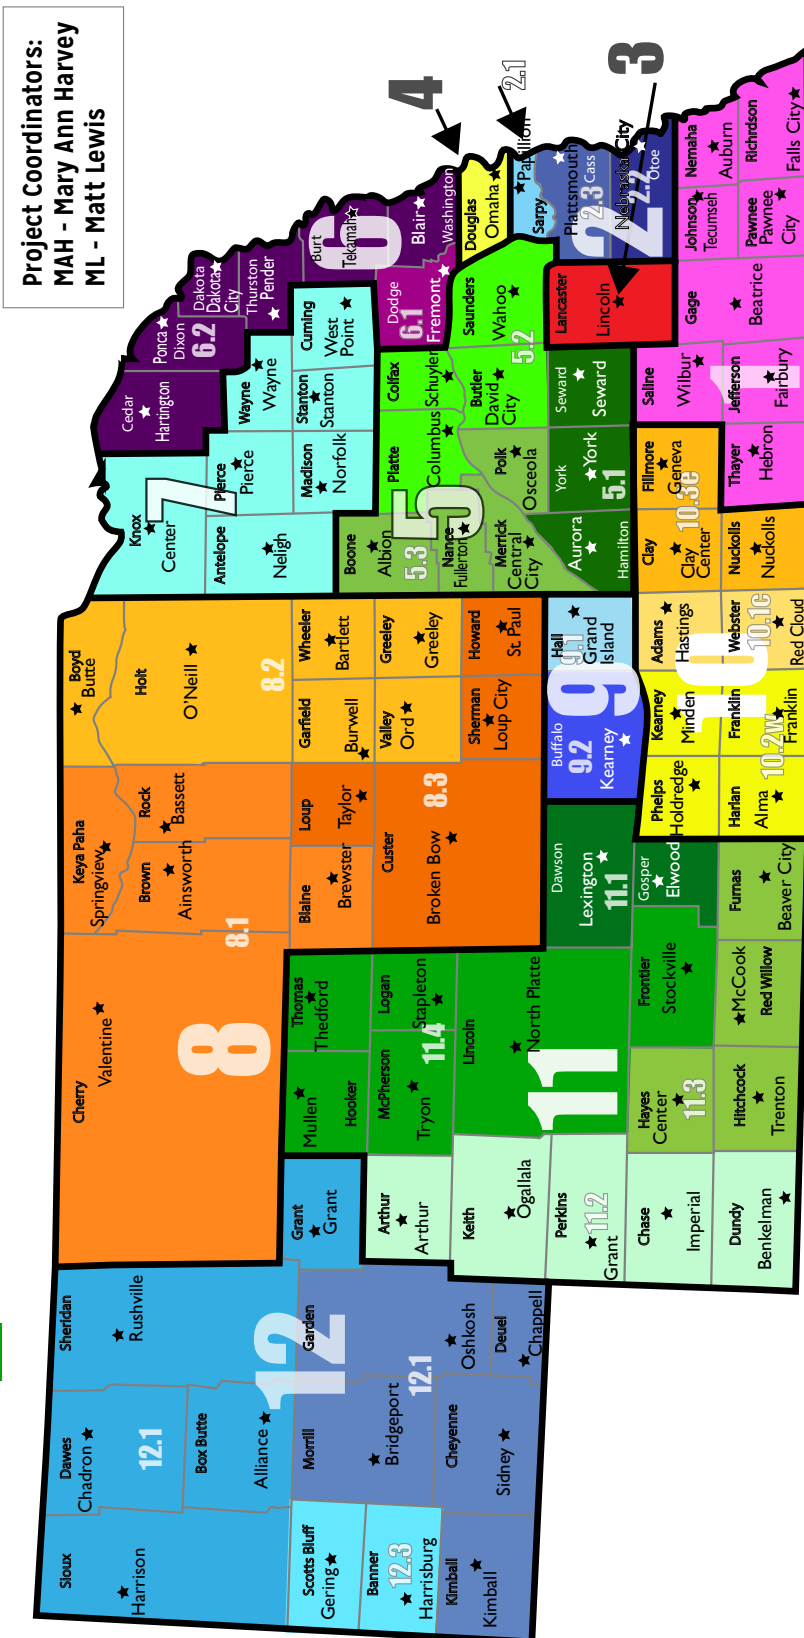 Project Coordinators:
MAH - Mary Ann Harvey
ML - Matt Lewis
Sioux
Harrison
Dawes
Chadron
Sheridan
Rushville
12.1
Box Butte
Alliance
12
Scotts Bluff
Gering
Banner
12.3
Harrisburg
Kimball
Kimball
Morrill
Bridgeport
Garden
Oshkosh
12.1
Cheyenne
Sidney
Deuel
Chappell
Grant
Grant
Cherry
Valentine
8
8.1
Keya Paha
Springview
Brown
Ainsworth
Rock
Bassett
Boyd
Butte
Holt
O'Neill
8.2
Blaine
Brewster
Loup
Taylor
Garfield
Burwell
Wheeler
Bartlett
Custer
Broken Bow
8.3
Valley
Ord
Greeley
Greeley
Sherman
Loup City
Howard
St. Paul
Thomas
Thedford
Mullen
Hooker
McPherson
Tryon
Logan
Stapleton
11.4
Arthur
Arthur
Keith
Ogallala
Lincoln
North Platte
11
Perkins
11.2
Grant
Chase
Imperial
Dundy
Benkelman
Hayes
Center
11.3
Hitchcock
Trenton
Frontier
Stockville
McCook
Red Willow
Dawson
Lexington
11.1
Gosper
Elwood
Furnas
Beaver City
Buffalo
9.2
Kearney
9
Hall
9.1
Grand
Island
Phelps
Holdredge
Harlan
Alma
Kearney
Minden
Franklin
10.2w
Franklin
10
Adams
Hastings
Webster
10.1c
Red Cloud
Clay
Clay
Center
Nuckolls
Nuckolls
Fillmore
Geneva
10.3e
Thayer
Hebron
Knox
Center
7
Antelope
Neligh
Pierce
Pierce
Wayne
Wayne
Madison
Norfolk
Stanton
Stanton
Cuming
West
Point
Boone
Albion
5.3
Nance
Fullerton
Merrick
Central
City
5
Platte
Columbus
Colfax
Schuyler
Polk
Osceola
Butler
David
City
Saunders
Wahoo
5.2
Aurora
Hamilton
York
York
5.1
Seward
Seward
Cedar
Hartington
Ponca
Dixon
6.2
Dakota
Dakota
City
Thurston
Pender
Burt
Tekamah
6
Dodge
6.1
Fremont
Blair
Washington
4
Douglas
Omaha
2.1
Papillion
Sarpy
2
Plattsmouth
2.3
Cass
Nebraska City
2.2
Otoe
3
Lancaster
Lincoln
Saline
Wilbur
Jefferson
Fairbury
1
Gage
Beatrice
Johnson
Tecumseh
Pawnee
Pawnee
City
Nemaha
Auburn
Richrdson
Falls City